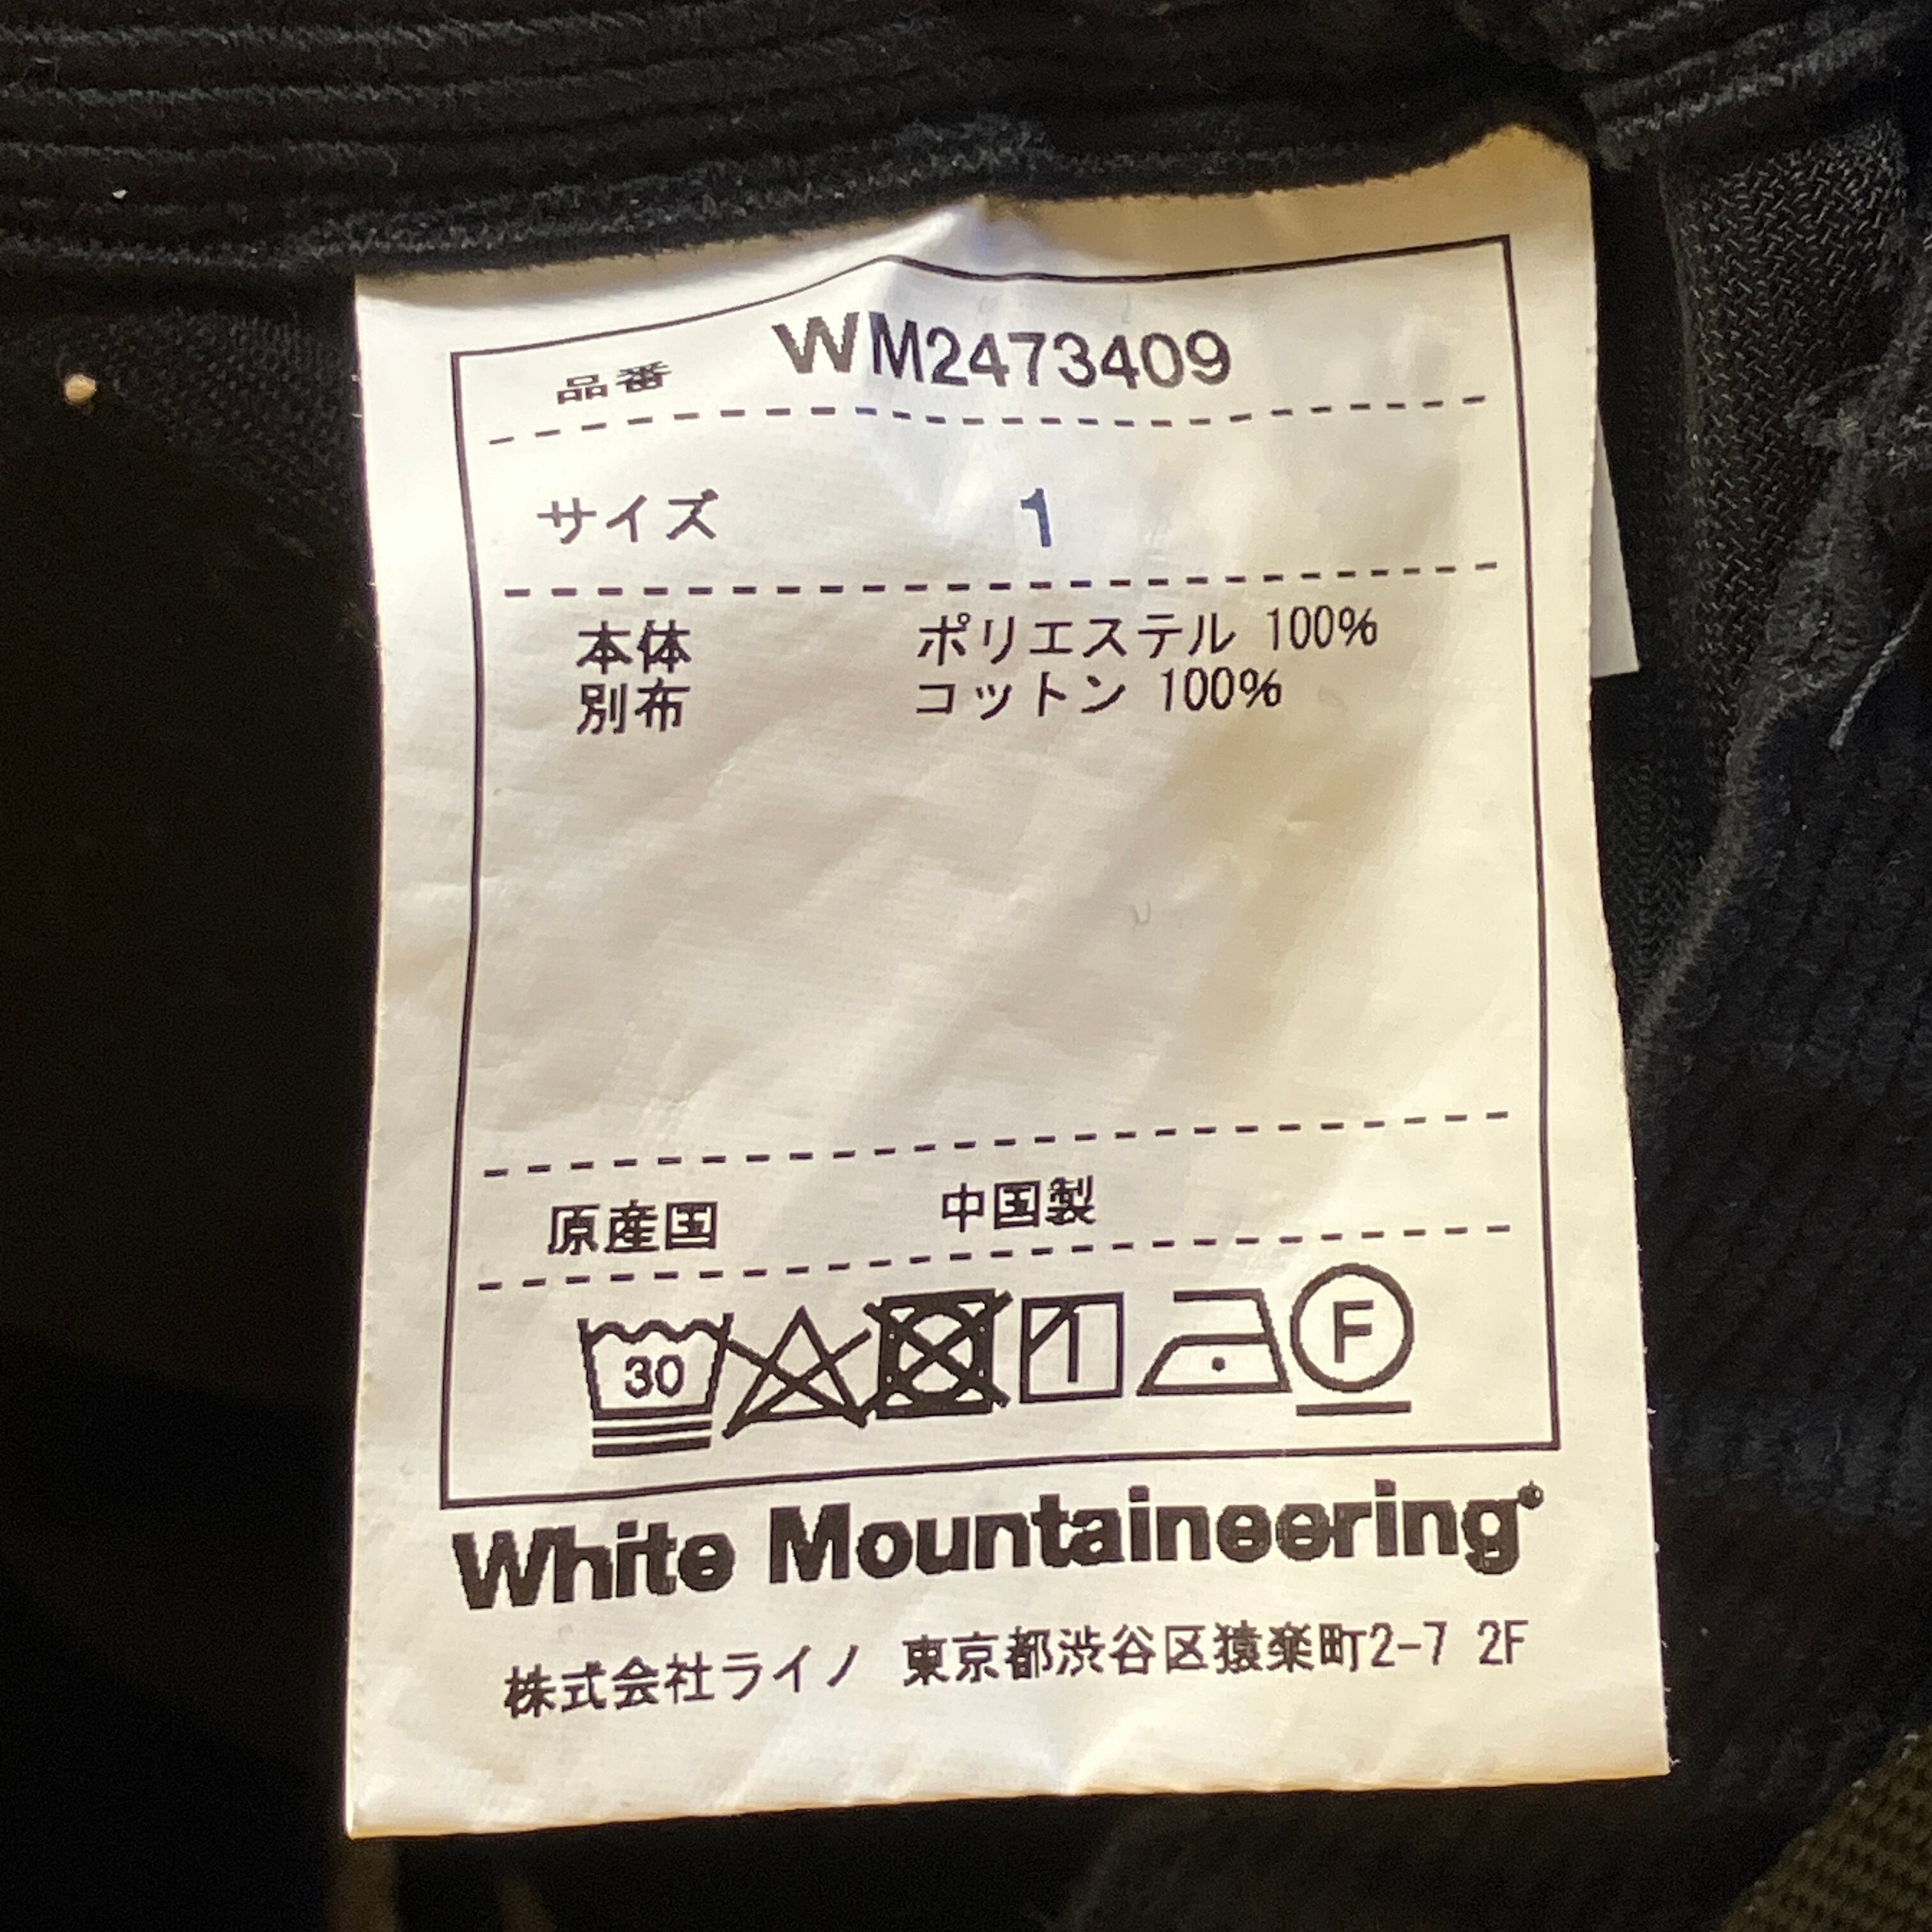 品番 WM2473409
サイズ 1
本体 ポリエステル 100%
別布 コットン 100%
原産国 中国製
30 F
White Mountaineering®
株式会社ライノ 東京都渋谷区猿楽町2-7 2F